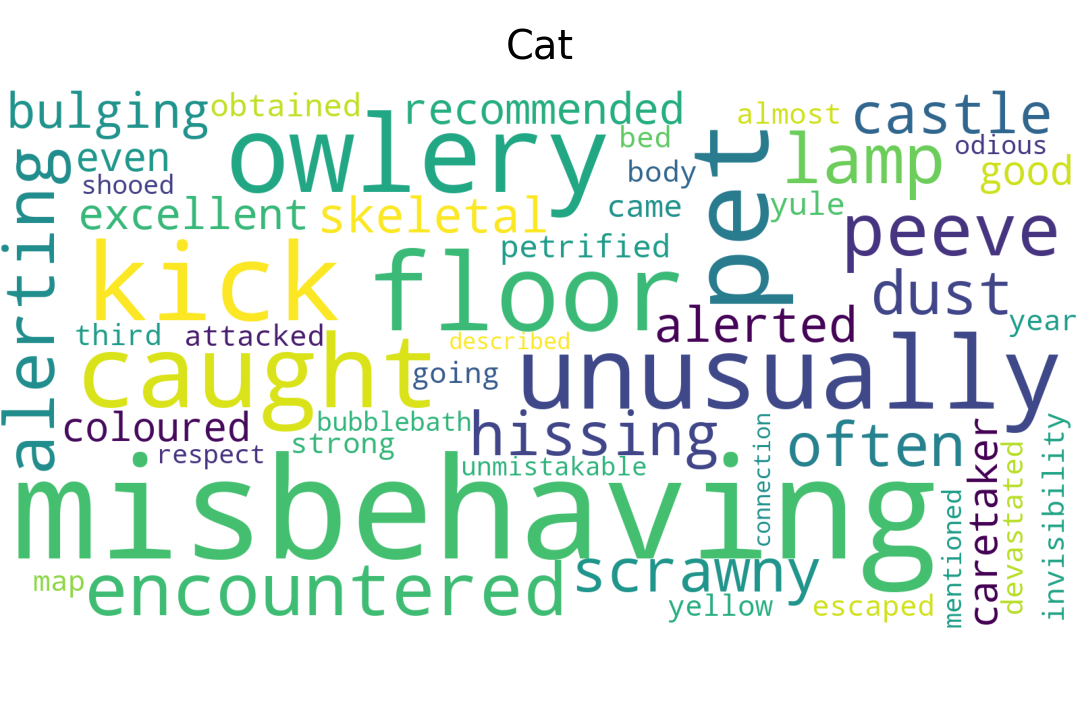 Cat
bulging
obtained
recommended
almost
castle
owlery
bed
pet
lamp
odious
even
body
good
shooed
alerting
excellent
skeletal
came
yule
peeve
petrified
kick
floor
dust
alerted
year
third
attacked
described
caught
going
unusually
coloured
bubblebath
hissing
often
strong
respect
unmistakable
connection
caretaker
invisibility
misbehaving
devastated
mentioned
map
encountered
scrawny
yellow
escaped